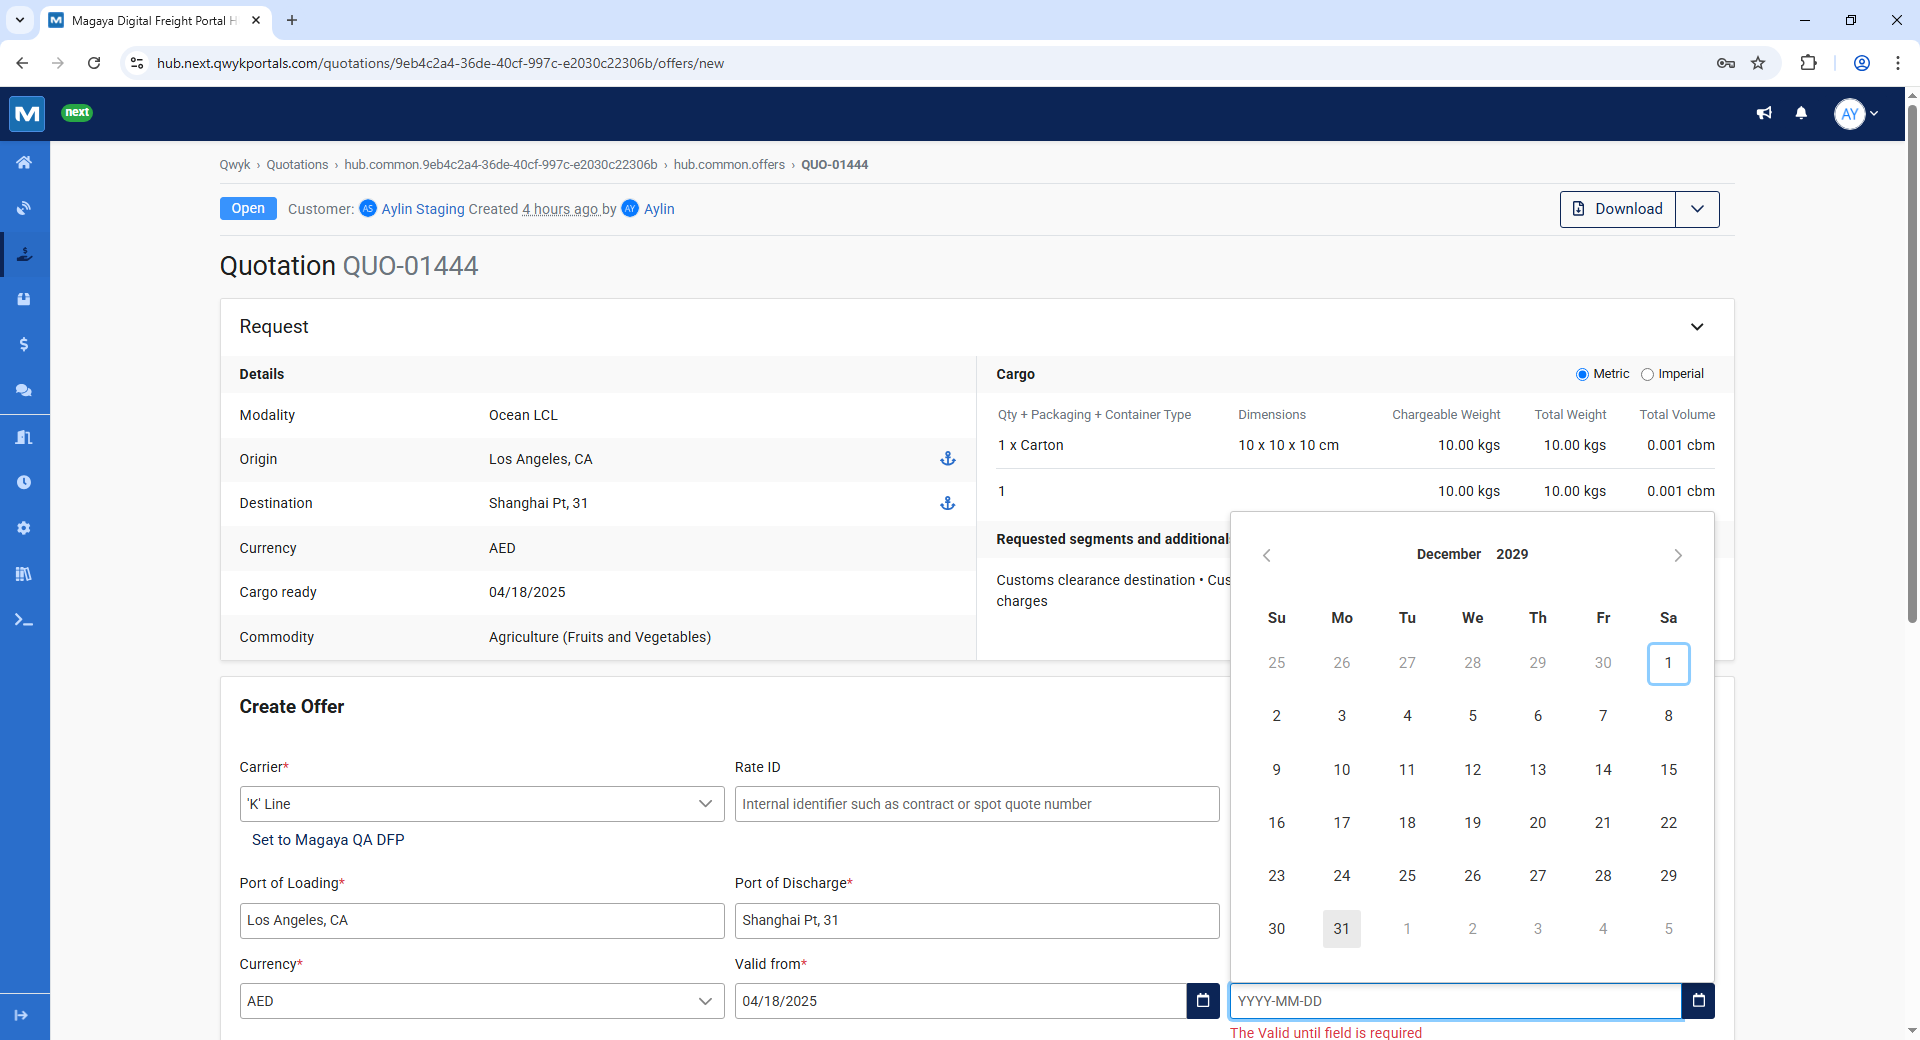 Magaya Digital Freight Portal H
hub.next.qwykportals.com/quotations/9eb4c2a4-36de-40cf-997c-e2030c22306b/offers/new
M next AY
Qwyk › Quotations › hub.common.9eb4c2a4-36de-40cf-997c-e2030c22306b › hub.common.offers › QUO-01444
Open Customer: AS Aylin Staging Created 4 hours ago by AY Aylin Download
Quotation QUO-01444
Request
Details
Modality Ocean LCL
Origin Los Angeles, CA
Destination Shanghai Pt, 31
Currency AED
Cargo ready 04/18/2025
Commodity Agriculture (Fruits and Vegetables)
Cargo Metric Imperial
Qty + Packaging + Container Type Dimensions Chargeable Weight Total Weight Total Volume
1 x Carton 10 x 10 x 10 cm 10.00 kgs 10.00 kgs 0.001 cbm
1 10.00 kgs 10.00 kgs 0.001 cbm
Requested segments and additional
Customs clearance destination • Cus
charges
December 2029
Su Mo Tu We Th Fr Sa
25 26 27 28 29 30 1
2 3 4 5 6 7 8
9 10 11 12 13 14 15
16 17 18 19 20 21 22
23 24 25 26 27 28 29
30 31 1 2 3 4 5
Create Offer
Carrier* Rate ID
'K' Line Internal identifier such as contract or spot quote number
Set to Magaya QA DFP
Port of Loading* Port of Discharge*
Los Angeles, CA Shanghai Pt, 31
Currency* Valid from*
AED 04/18/2025 YYYY-MM-DD
The Valid until field is required